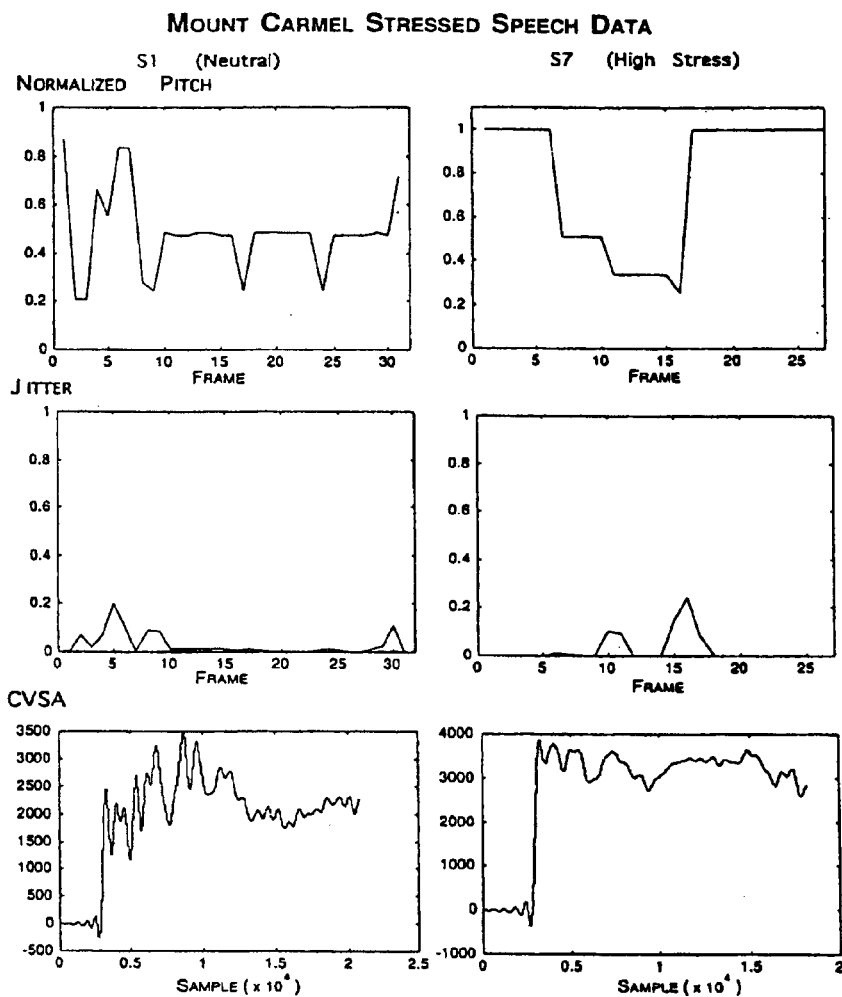 MOUNT CARMEL STRESSED SPEECH DATA
S1 (Neutral)
S7 (High Stress)
NORMALIZED PITCH
1
0.8
0.6
0.4
0.2
0
0 5 10 15 20 25 30
FRAME
1
0.8
0.6
0.4
0.2
0
0 5 10 15 20 25
FRAME
JITTER
1
0.8
0.6
0.4
0.2
0
0 5 10 15 20 25 30
FRAME
1
0.8
0.6
0.4
0.2
0
0 5 10 15 20 25
FRAME
CVSA
3500
3000
2500
2000
1500
1000
500
0
-500
0 0.5 1 1.5 2 2.5
SAMPLE ( x 10⁴)
4000
3000
2000
1000
0
-1000
0 0.5 1 1.5 2 2.5
SAMPLE ( x 10⁴)